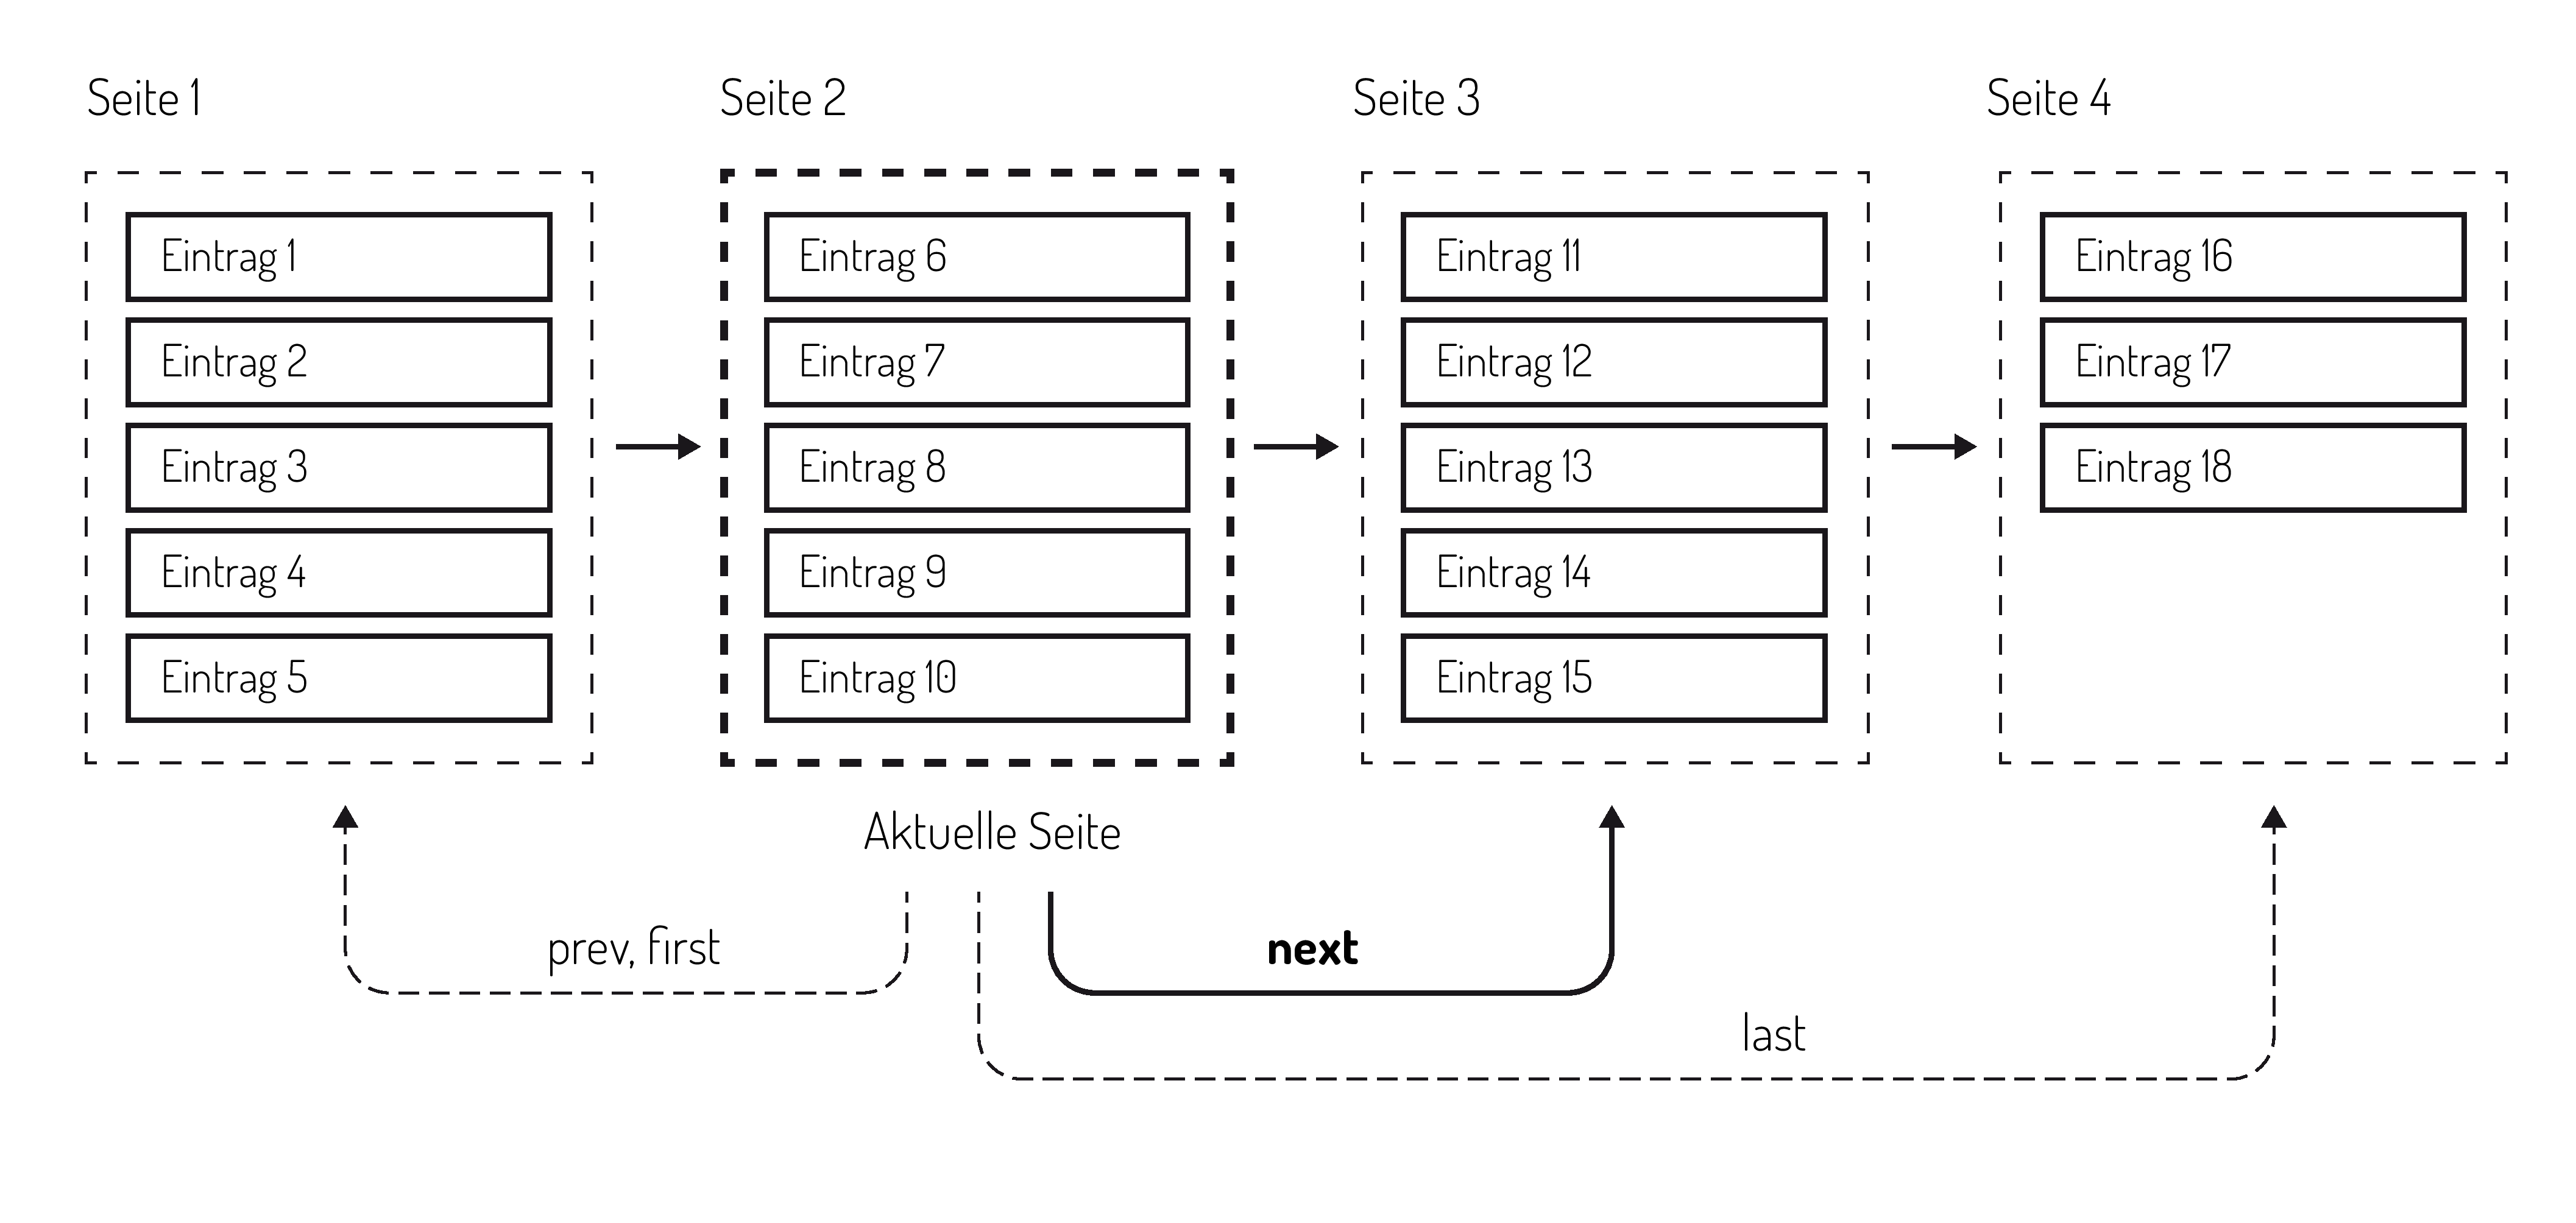 Seite 1
Eintrag 1
Eintrag 2
Eintrag 3
Eintrag 4
Eintrag 5
Seite 2
Eintrag 6
Eintrag 7
Eintrag 8
Eintrag 9
Eintrag 10
Seite 3
Eintrag 11
Eintrag 12
Eintrag 13
Eintrag 14
Eintrag 15
Seite 4
Eintrag 16
Eintrag 17
Eintrag 18
Aktuelle Seite
prev, first
next
last